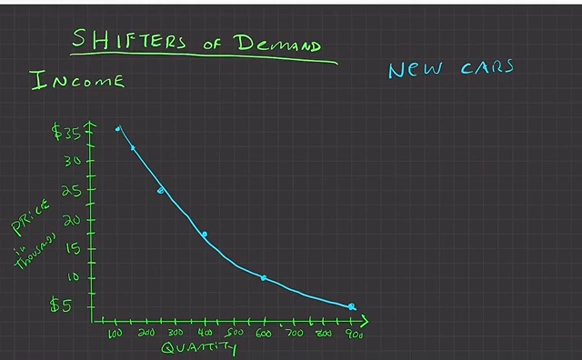 SHIFTERS OF DEMAND
NEW CARS
INCOME
$35
30
25
20
15
10
$5
PRICE
in
THOUSANDS
100 200 300 400 500 600 700 800 900
QUANTITY